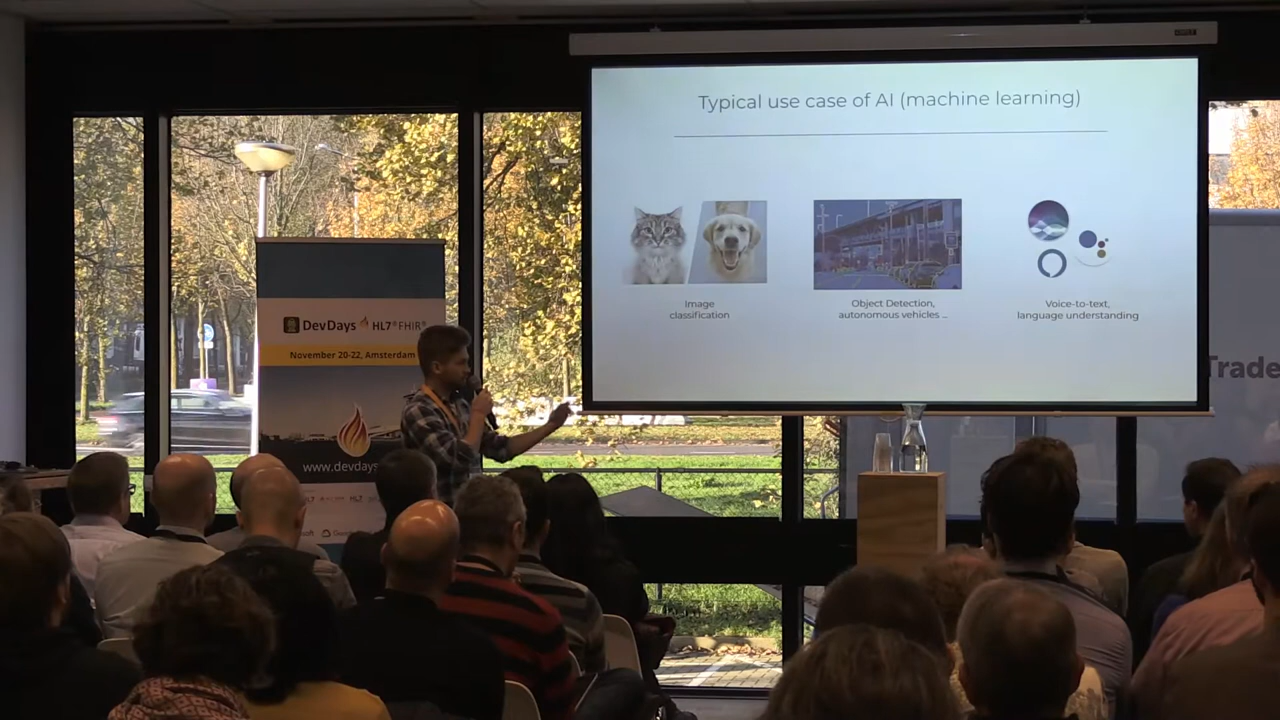 Typical use case of AI (machine learning)
Image
classification
Object Detection,
autonomous vehicles ...
Voice-to-text,
language understanding
DevDays HL7® FHIR®
November 20-22, Amsterdam
www.devdays
Trade